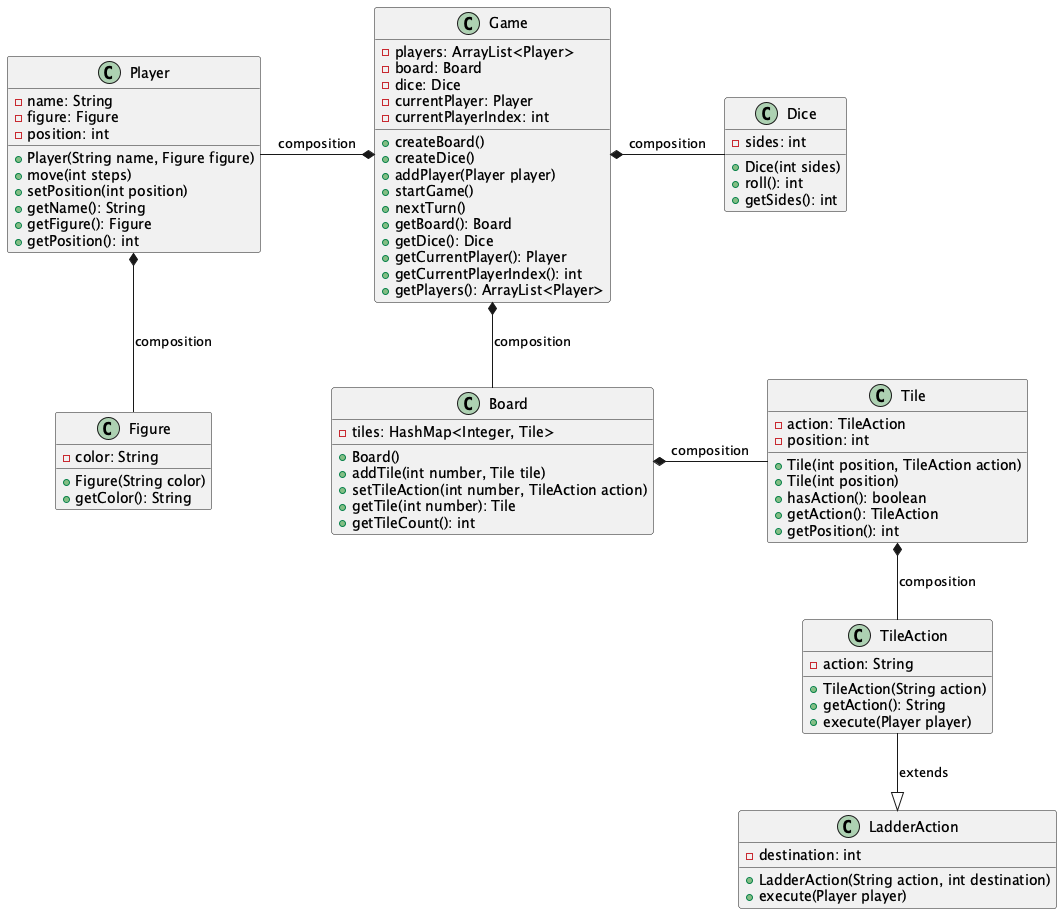 C Player
name: String
figure: Figure
position: int
Player(String name, Figure figure)
move(int steps)
setPosition(int position)
getName(): String
getFigure(): Figure
getPosition(): int
composition
C Game
players: ArrayList<Player>
board: Board
dice: Dice
currentPlayer: Player
currentPlayerIndex: int
createBoard()
createDice()
addPlayer(Player player)
startGame()
nextTurn()
getBoard(): Board
getDice(): Dice
getCurrentPlayer(): Player
getCurrentPlayerIndex(): int
getPlayers(): ArrayList<Player>
composition
C Dice
sides: int
Dice(int sides)
roll(): int
getSides(): int
composition
composition
C Figure
color: String
Figure(String color)
getColor(): String
C Board
tiles: HashMap<Integer, Tile>
Board()
addTile(int number, Tile tile)
setTileAction(int number, TileAction action)
getTile(int number): Tile
getTileCount(): int
composition
C Tile
action: TileAction
position: int
Tile(int position, TileAction action)
Tile(int position)
hasAction(): boolean
getAction(): TileAction
getPosition(): int
composition
C TileAction
action: String
TileAction(String action)
getAction(): String
execute(Player player)
extends
C LadderAction
destination: int
LadderAction(String action, int destination)
execute(Player player)